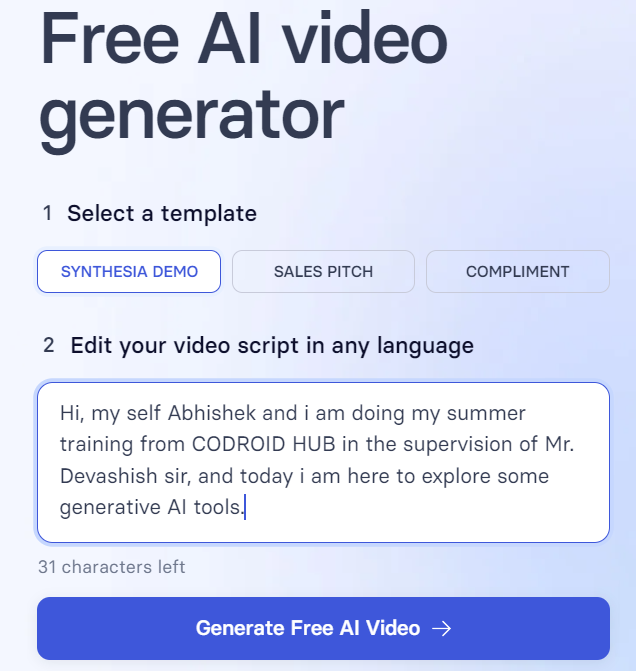 Free AI video
generator
1 Select a template
SYNTHESIA DEMO SALES PITCH COMPLIMENT
2 Edit your video script in any language
Hi, my self Abhishek and i am doing my summer
training from CODROID HUB in the supervision of Mr.
Devashish sir, and today i am here to explore some
generative AI tools.
31 characters left
Generate Free AI Video →